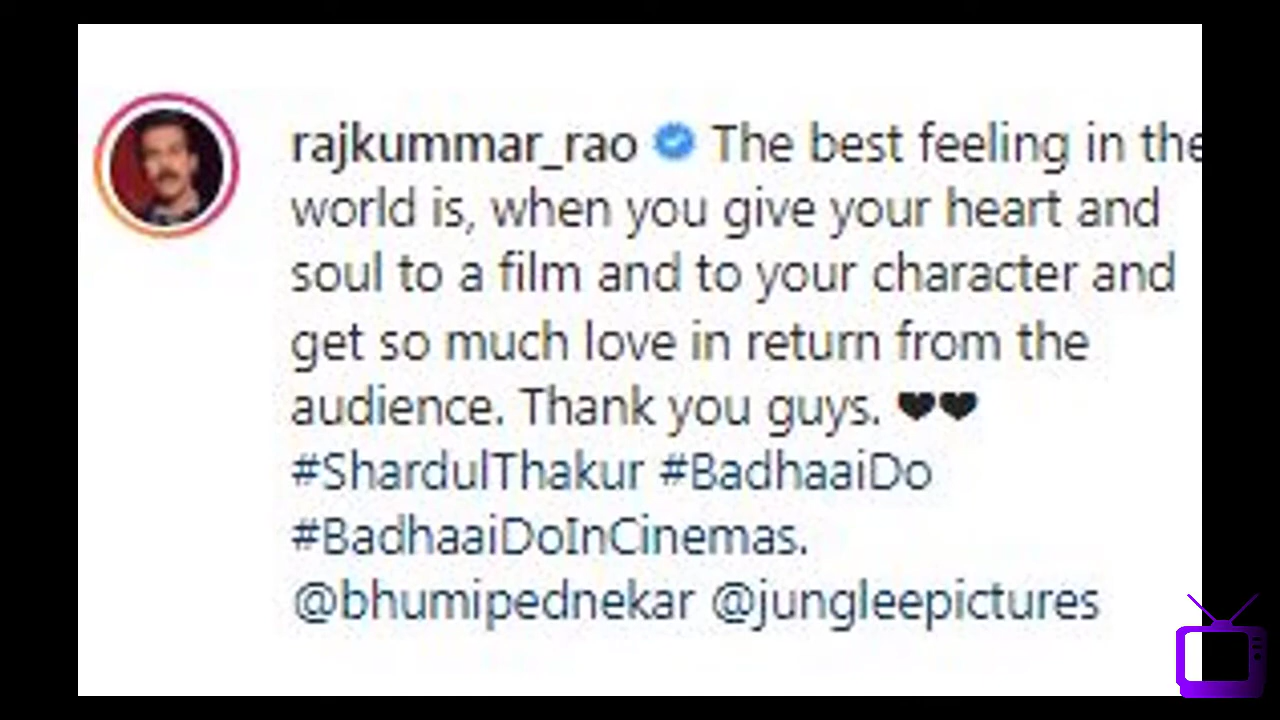 rajkummar_rao The best feeling in the
world is, when you give your heart and
soul to a film and to your character and
get so much love in return from the
audience. Thank you guys. 🖤🖤
#ShardulThakur #BadhaaiDo
#BadhaaiDoInCinemas.
@bhumipednekar @jungleepictures